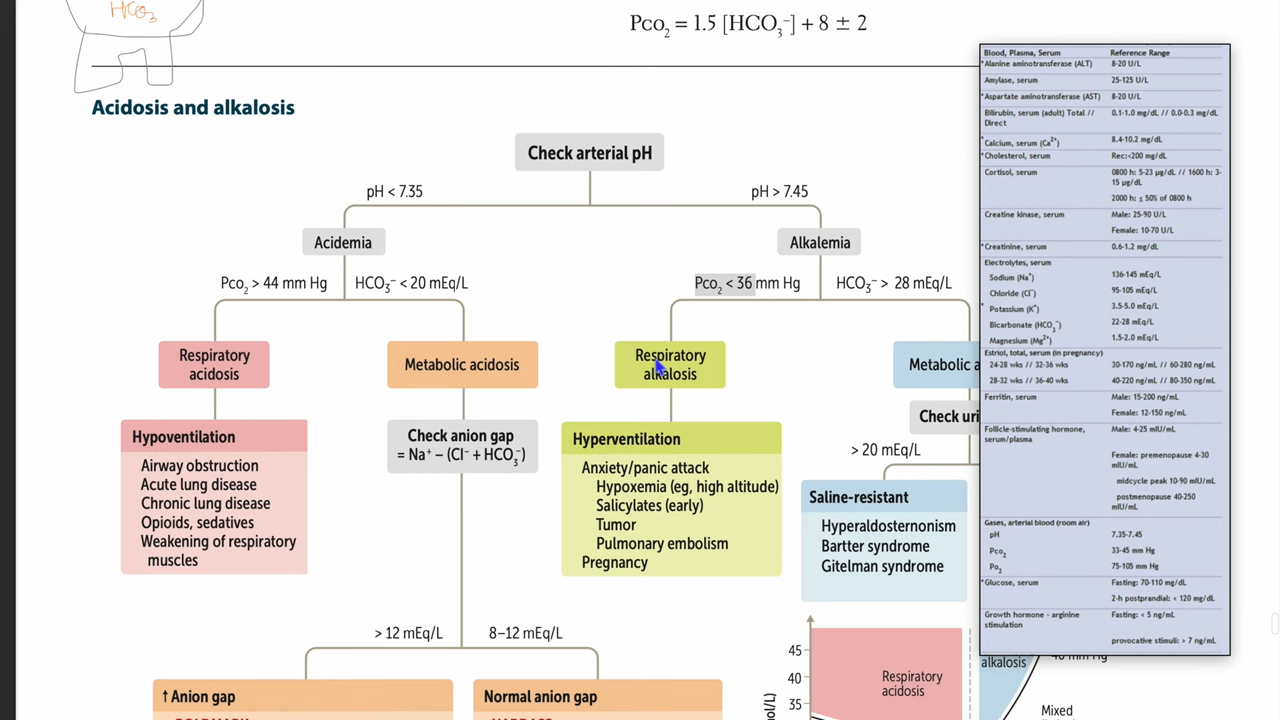 HCO3
Pco₂ = 1.5 [HCO₃⁻] + 8 ± 2
Acidosis and alkalosis
Check arterial pH
pH < 7.35
pH > 7.45
Acidemia
Alkalemia
Pco₂ > 44 mm Hg
HCO₃⁻ < 20 mEq/L
Pco₂ < 36 mm Hg
HCO₃⁻ > 28 mEq/L
Respiratory
acidosis
Metabolic acidosis
Respiratory
alkalosis
Metabolic a
Check anion gap
= Na⁺ – (Cl⁻ + HCO₃⁻)
Check uri
Hypoventilation
Airway obstruction
Acute lung disease
Chronic lung disease
Opioids, sedatives
Weakening of respiratory
muscles
Hyperventilation
Anxiety/panic attack
Hypoxemia (eg, high altitude)
Salicylates (early)
Tumor
Pulmonary embolism
Pregnancy
> 20 mEq/L
Saline-resistant
Hyperaldosternonism
Bartter syndrome
Gitelman syndrome
> 12 mEq/L
8–12 mEq/L
↑ Anion gap
Normal anion gap
45
40
35
Respiratory
acidosis
alkalosis
Mixed
Blood, Plasma, Serum Reference Range
*Alanine aminotransferase (ALT) 8-20 U/L
Amylase, serum 25-125 U/L
*Aspartate aminotransferase (AST) 8-20 U/L
Bilirubin, serum (adult) Total // 0.1-1.0 mg/dL // 0.0-0.3 mg/dL
Direct
*Calcium, serum (Ca²⁺) 8.4-10.2 mg/dL
*Cholesterol, serum Rec:<200 mg/dL
Cortisol, serum 0800 h: 5-23 µg/dL // 1600 h: 3-
15 µg/dL
2000 h: ≤ 50% of 0800 h
Creatine kinase, serum Male: 25-90 U/L
Female: 10-70 U/L
*Creatinine, serum 0.6-1.2 mg/dL
Electrolytes, serum
Sodium (Na⁺) 136-145 mEq/L
Chloride (Cl⁻) 95-105 mEq/L
* Potassium (K⁺) 3.5-5.0 mEq/L
Bicarbonate (HCO₃⁻) 22-28 mEq/L
Magnesium (Mg²⁺) 1.5-2.0 mEq/L
Estriol, total, serum (in pregnancy)
24-28 wks // 32-36 wks 30-170 ng/mL // 60-280 ng/mL
28-32 wks // 36-40 wks 40-220 ng/mL // 80-350 ng/mL
Ferritin, serum Male: 15-200 ng/mL
Female: 12-150 ng/mL
Follicle-stimulating hormone, Male: 4-25 mIU/mL
serum/plasma
Female: premenopause 4-30
mIU/mL
midcycle peak 10-90 mIU/mL
postmenopause 40-250
mIU/mL
Gases, arterial blood (room air)
pH 7.35-7.45
Pco₂ 33-45 mm Hg
Po₂ 75-105 mm Hg
*Glucose, serum Fasting: 70-110 mg/dL
2-h postprandial: < 120 mg/dL
Growth hormone - arginine Fasting: < 5 ng/mL
stimulation
provocative stimuli: > 7 ng/mL